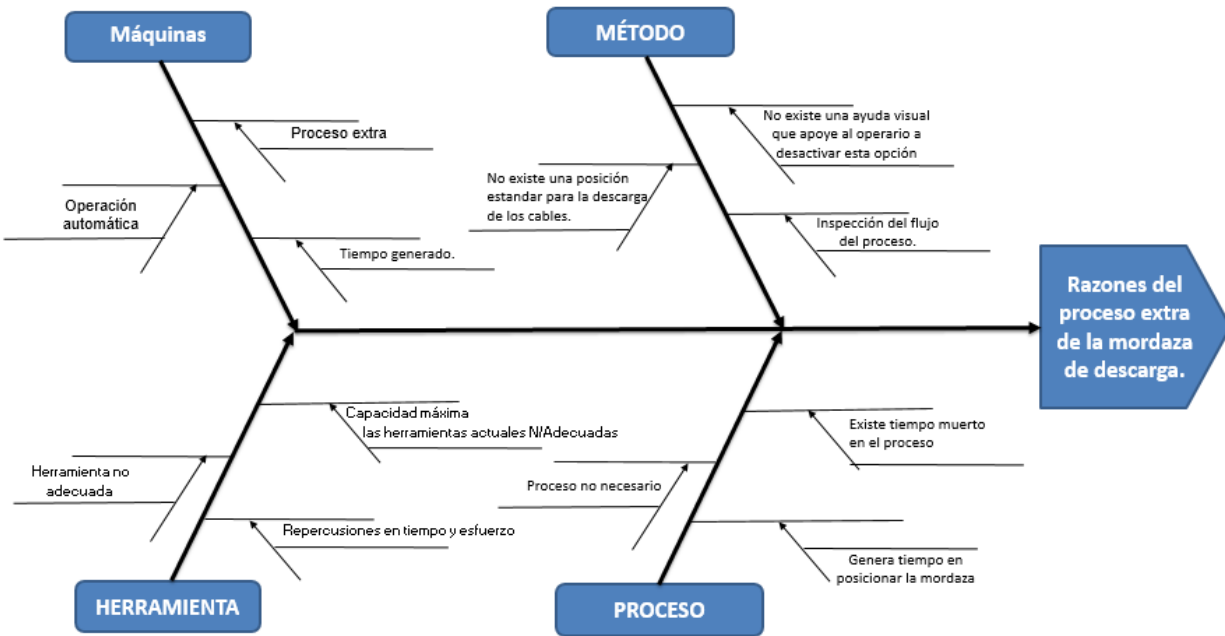 Máquinas
MÉTODO
Proceso extra
Operación
automática
Tiempo generado.
No existe una ayuda visual
que apoye al operario a
desactivar esta opción
No existe una posición
estandar para la descarga
de los cables.
Inspección del flujo
del proceso.
Razones del
proceso extra
de la mordaza
de descarga.
Capacidad máxima
las herramientas actuales N/Adecuadas
Herramienta no
adecuada
Repercusiones en tiempo y esfuerzo
Existe tiempo muerto
en el proceso
Proceso no necesario
Genera tiempo en
posicionar la mordaza
HERRAMIENTA
PROCESO